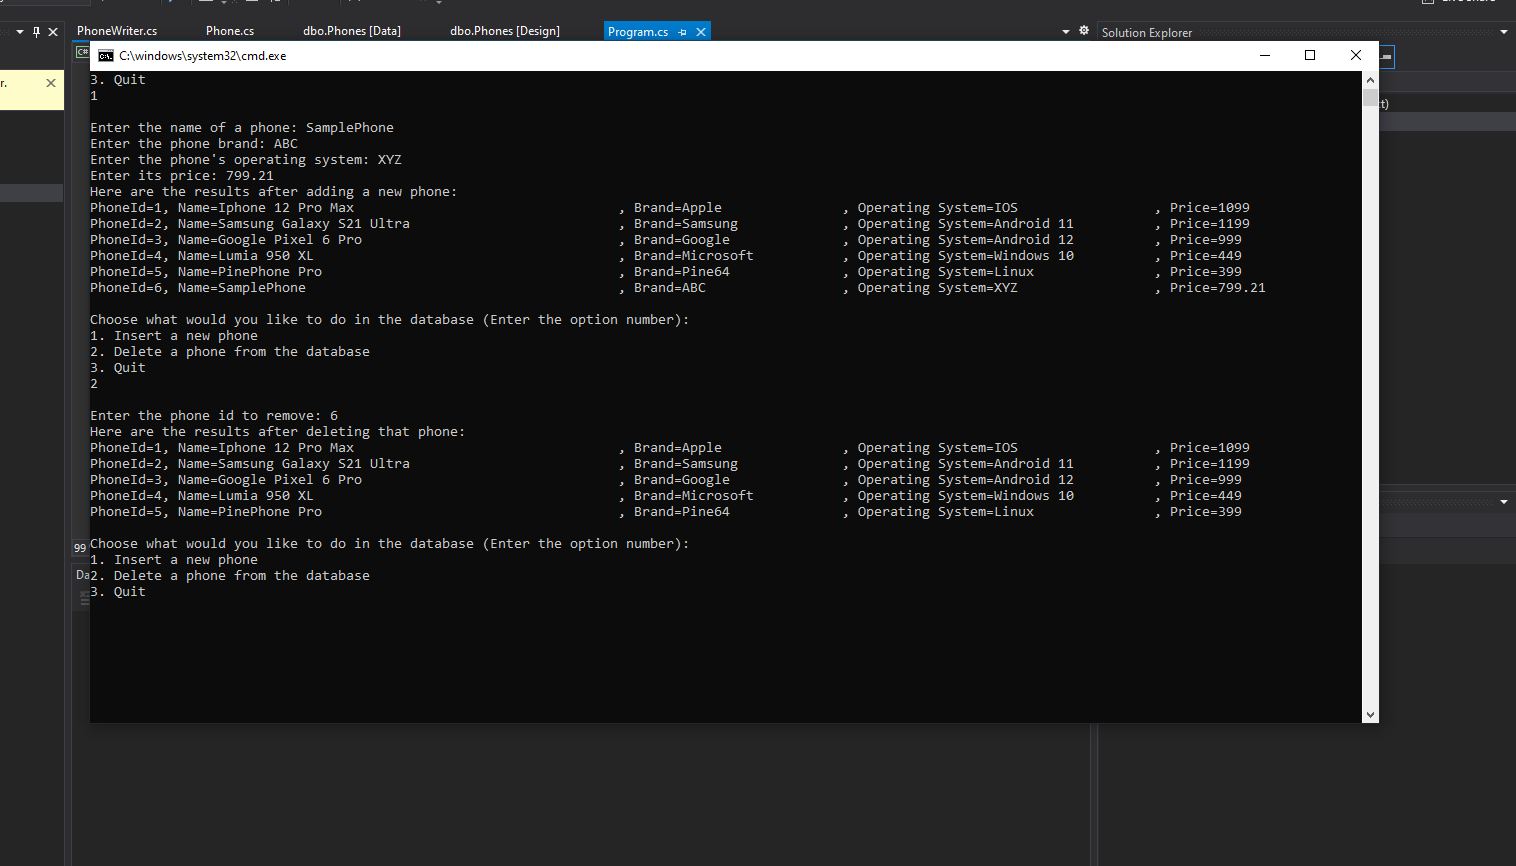 PhoneWriter.cs Phone.cs dbo.Phones [Data] dbo.Phones [Design] Program.cs
Solution Explorer
C:\windows\system32\cmd.exe
r.
t)
3. Quit
1
Enter the name of a phone: SamplePhone
Enter the phone brand: ABC
Enter the phone's operating system: XYZ
Enter its price: 799.21
Here are the results after adding a new phone:
PhoneId=1, Name=Iphone 12 Pro Max , Brand=Apple , Operating System=IOS , Price=1099
PhoneId=2, Name=Samsung Galaxy S21 Ultra , Brand=Samsung , Operating System=Android 11 , Price=1199
PhoneId=3, Name=Google Pixel 6 Pro , Brand=Google , Operating System=Android 12 , Price=999
PhoneId=4, Name=Lumia 950 XL , Brand=Microsoft , Operating System=Windows 10 , Price=449
PhoneId=5, Name=PinePhone Pro , Brand=Pine64 , Operating System=Linux , Price=399
PhoneId=6, Name=SamplePhone , Brand=ABC , Operating System=XYZ , Price=799.21
Choose what would you like to do in the database (Enter the option number):
1. Insert a new phone
2. Delete a phone from the database
3. Quit
2
Enter the phone id to remove: 6
Here are the results after deleting that phone:
PhoneId=1, Name=Iphone 12 Pro Max , Brand=Apple , Operating System=IOS , Price=1099
PhoneId=2, Name=Samsung Galaxy S21 Ultra , Brand=Samsung , Operating System=Android 11 , Price=1199
PhoneId=3, Name=Google Pixel 6 Pro , Brand=Google , Operating System=Android 12 , Price=999
PhoneId=4, Name=Lumia 950 XL , Brand=Microsoft , Operating System=Windows 10 , Price=449
PhoneId=5, Name=PinePhone Pro , Brand=Pine64 , Operating System=Linux , Price=399
99
Choose what would you like to do in the database (Enter the option number):
1. Insert a new phone
Da
2. Delete a phone from the database
3. Quit